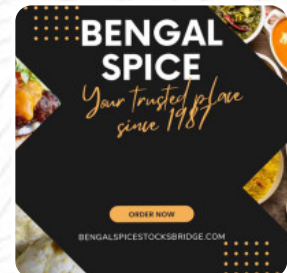 BENGAL
SPICE
Your trusted place
since 1987
ORDER NOW
BENGALSPICESTOCKSBRIDGE.COM